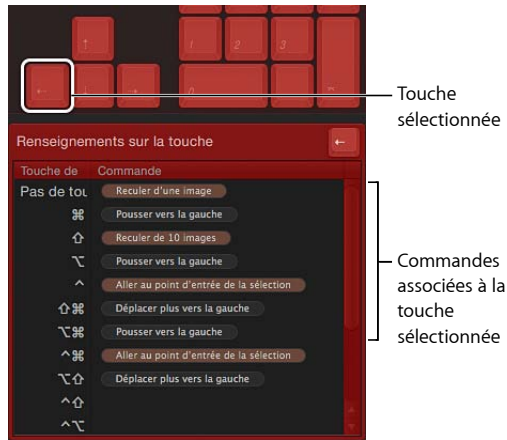 ↑ 1 2 3
← ↓ → 0
Touche
sélectionnée
Renseignements sur la touche ←
Touche de Commande
Pas de tou Reculer d'une image
⌘ Pousser vers la gauche
⇧ Reculer de 10 images
⌥ Pousser vers la gauche
^ Aller au point d'entrée de la sélection
⇧⌘ Déplacer plus vers la gauche
⌥⌘ Pousser vers la gauche
^⌘ Aller au point d'entrée de la sélection
⌥⇧ Déplacer plus vers la gauche
^⇧
^⌥
Commandes
associées à la
touche
sélectionnée